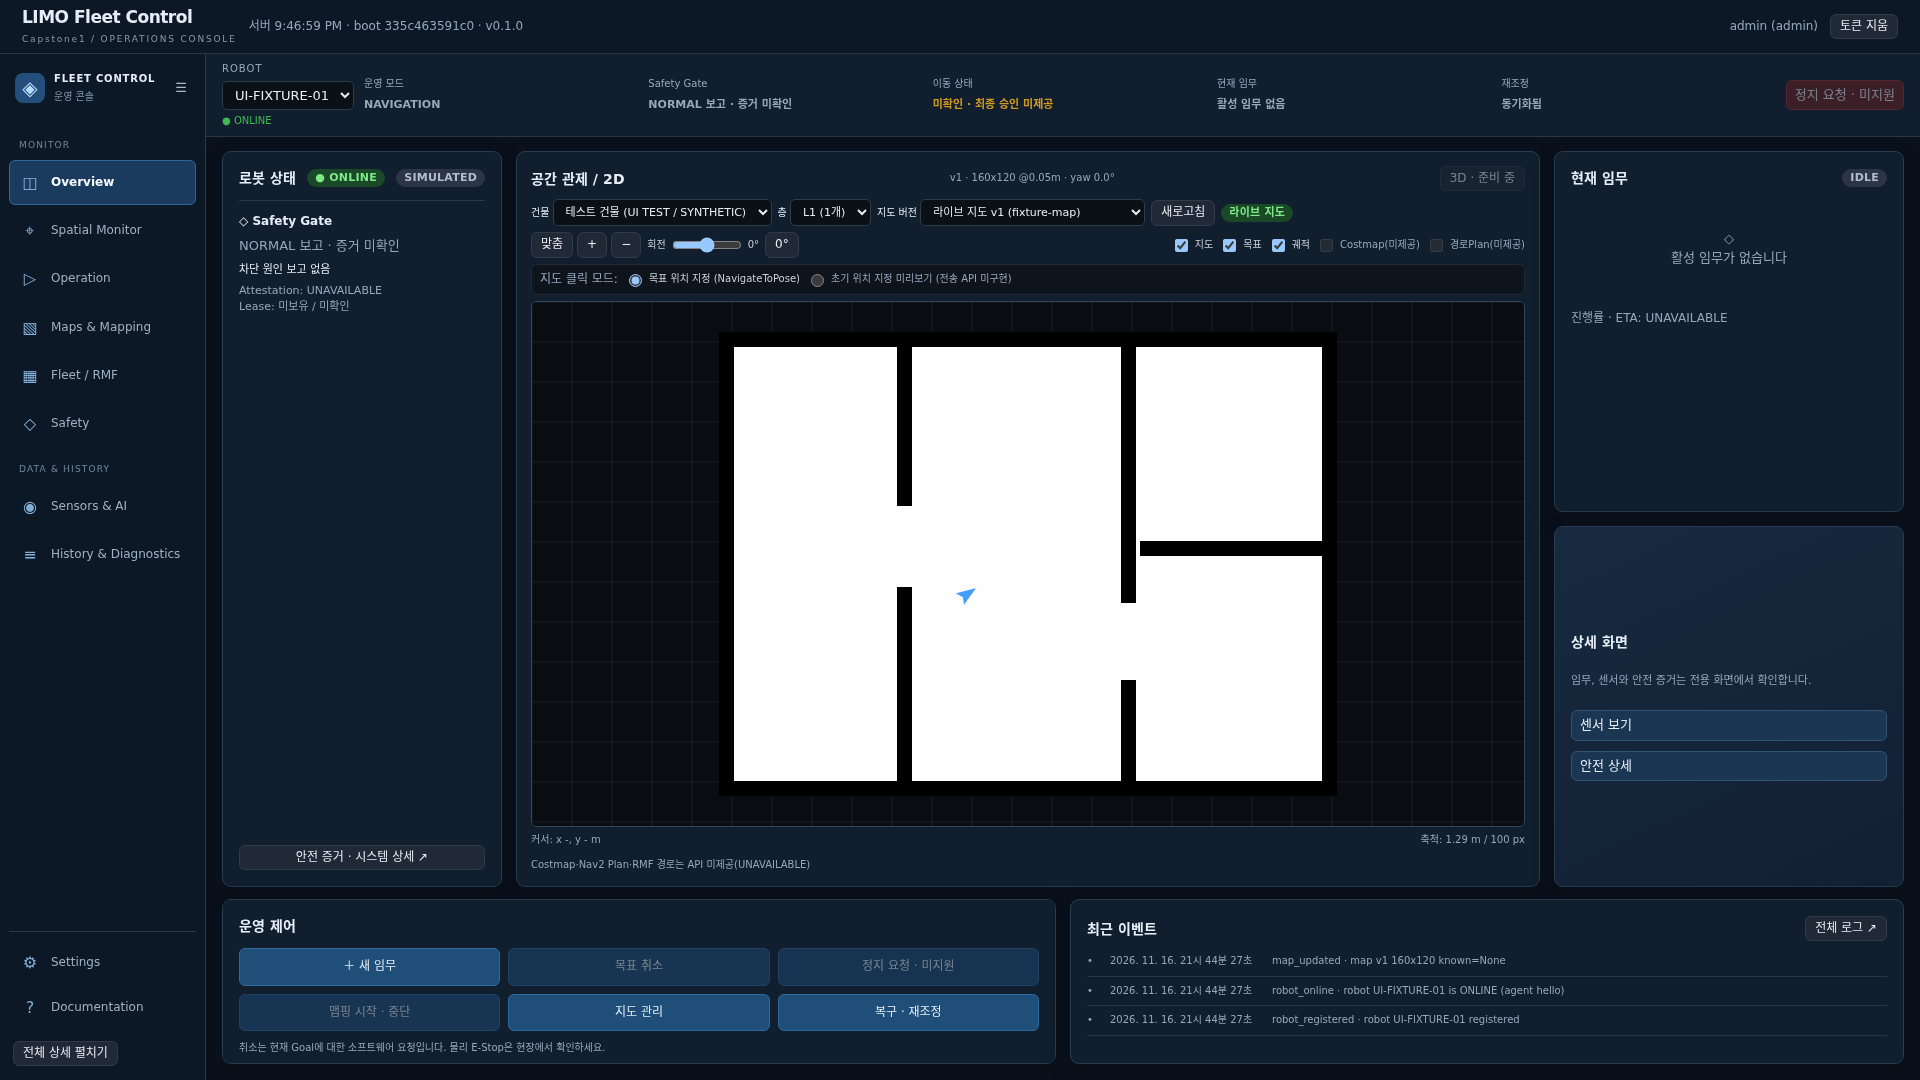 LIMO Fleet Control
Capstone1 / OPERATIONS CONSOLE
서버 9:46:59 PM · boot 335c463591c0 · v0.1.0
admin (admin)
토큰 지움
FLEET CONTROL
운영 콘솔
MONITOR
Overview
Spatial Monitor
Operation
Maps & Mapping
Fleet / RMF
Safety
DATA & HISTORY
Sensors & AI
History & Diagnostics
Settings
Documentation
전체 상세 펼치기
ROBOT
UI-FIXTURE-01
● ONLINE
운영 모드
NAVIGATION
Safety Gate
NORMAL 보고 · 증거 미확인
이동 상태
미확인 · 최종 승인 미제공
현재 임무
활성 임무 없음
재조정
동기화됨
정지 요청 · 미지원
로봇 상태
● ONLINE
SIMULATED
◇ Safety Gate
NORMAL 보고 · 증거 미확인
차단 원인 보고 없음
Attestation: UNAVAILABLE
Lease: 미보유 / 미확인
안전 증거 · 시스템 상세 ↗
공간 관제 / 2D
v1 · 160x120 @0.05m · yaw 0.0°
3D · 준비 중
건물 테스트 건물 (UI TEST / SYNTHETIC) 층 L1 (1개) 지도 버전 라이브 지도 v1 (fixture-map) 새로고침 라이브 지도
맞춤 + − 회전 0° 0° 지도 목표 궤적 Costmap(미제공) 경로Plan(미제공)
지도 클릭 모드: 목표 위치 지정 (NavigateToPose) 초기 위치 지정 미리보기 (전송 API 미구현)
커서: x -, y - m
축척: 1.29 m / 100 px
Costmap·Nav2 Plan·RMF 경로는 API 미제공(UNAVAILABLE)
현재 임무
IDLE
◇
활성 임무가 없습니다
진행률 · ETA: UNAVAILABLE
상세 화면
임무, 센서와 안전 증거는 전용 화면에서 확인합니다.
센서 보기
안전 상세
운영 제어
＋ 새 임무
목표 취소
정지 요청 · 미지원
맵핑 시작 · 중단
지도 관리
복구 · 재조정
취소는 현재 Goal에 대한 소프트웨어 요청입니다. 물리 E-Stop은 현장에서 확인하세요.
최근 이벤트
전체 로그 ↗
• 2026. 11. 16. 21시 44분 27초 map_updated · map v1 160x120 known=None
• 2026. 11. 16. 21시 44분 27초 robot_online · robot UI-FIXTURE-01 is ONLINE (agent hello)
• 2026. 11. 16. 21시 44분 27초 robot_registered · robot UI-FIXTURE-01 registered